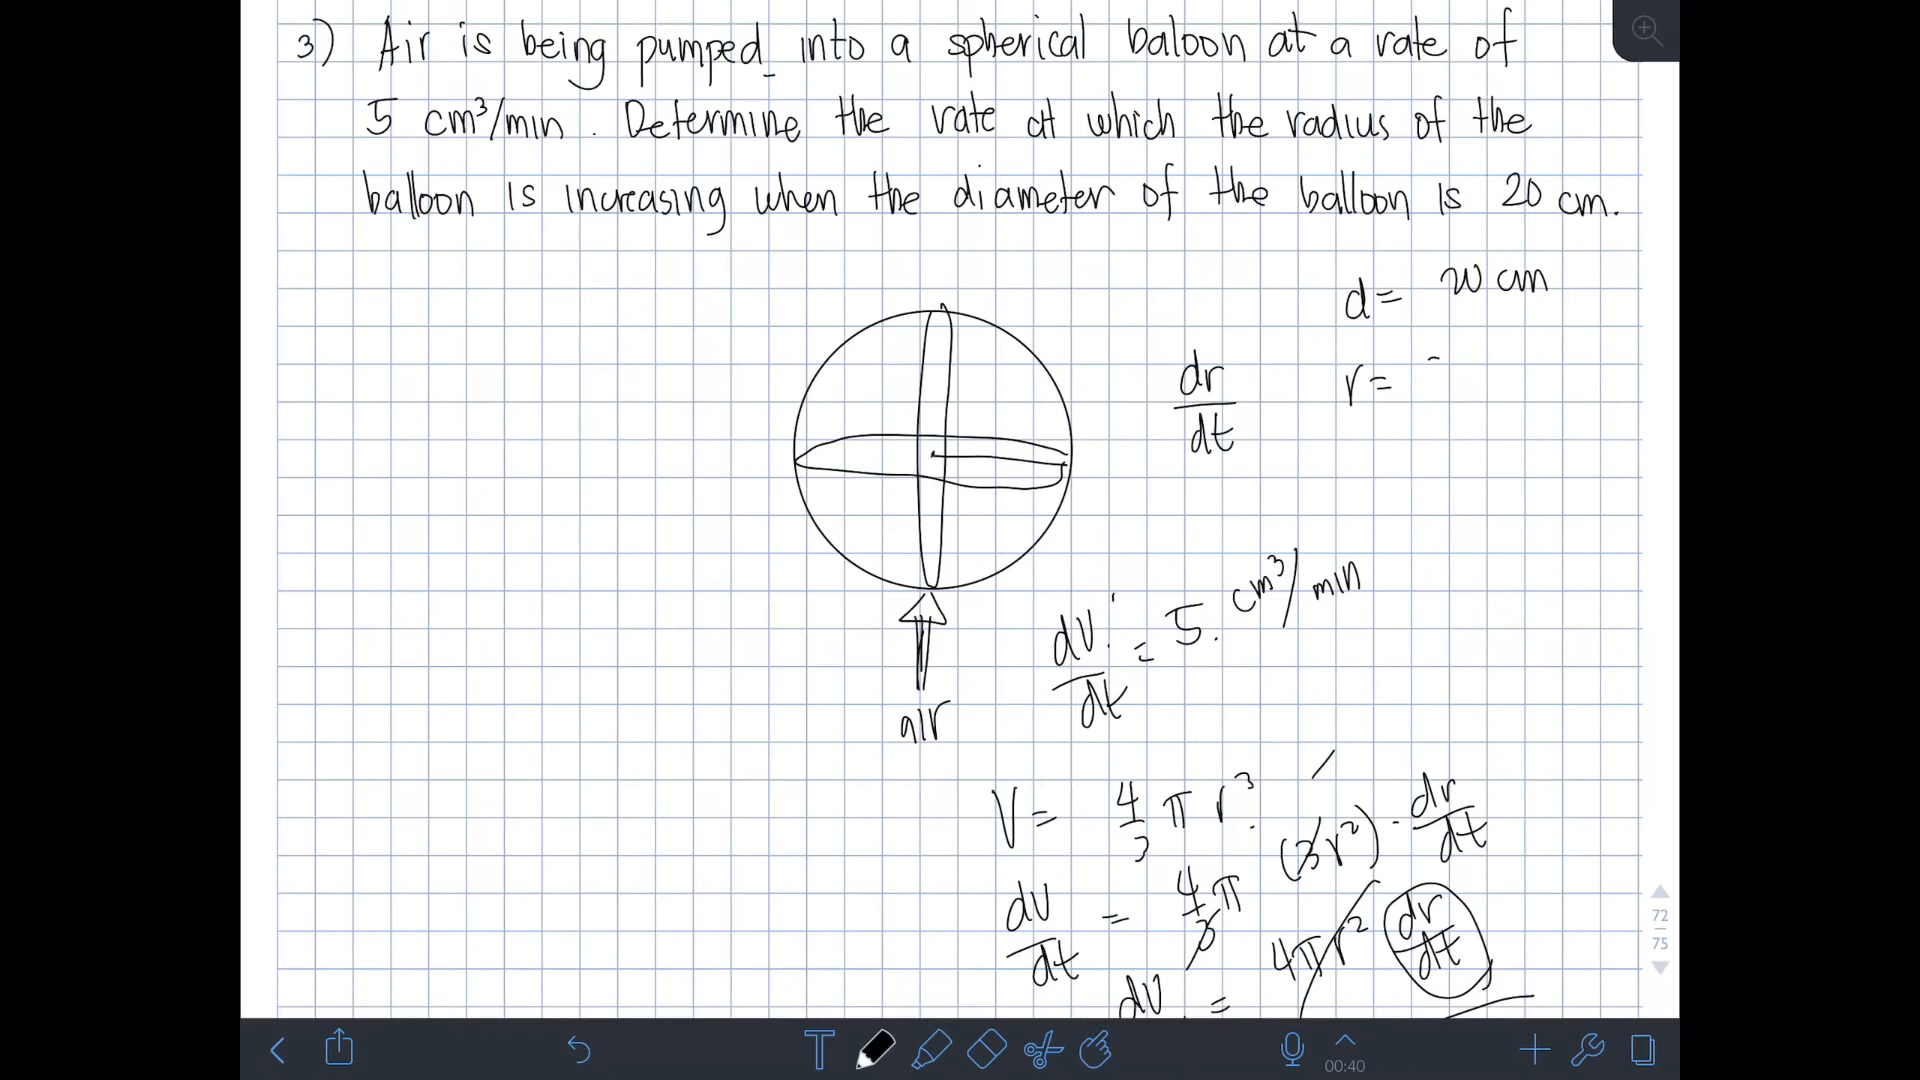 3) Air is being pumped into a spherical baloon at a rate of
5 cm³/min. Determine the rate at which the radius of the
balloon is increasing when the diameter of the balloon is 20 cm.
d = 20 cm
dr/dt
r =
dV/dt = 5 cm³/min
air
V = 4/3 π r³
dV/dt = 4/3 π (3r²) · dr/dt
dV = 4πr² dr/dt
72
75
T
00:40